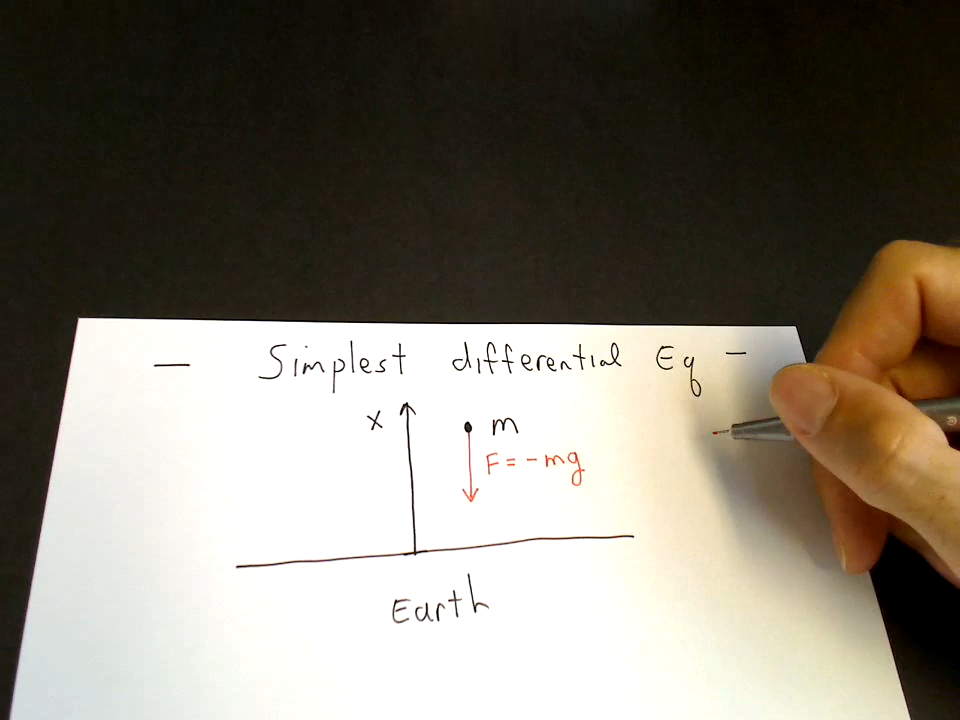 — Simplest differential Eq —
x
m
F = -mg
Earth